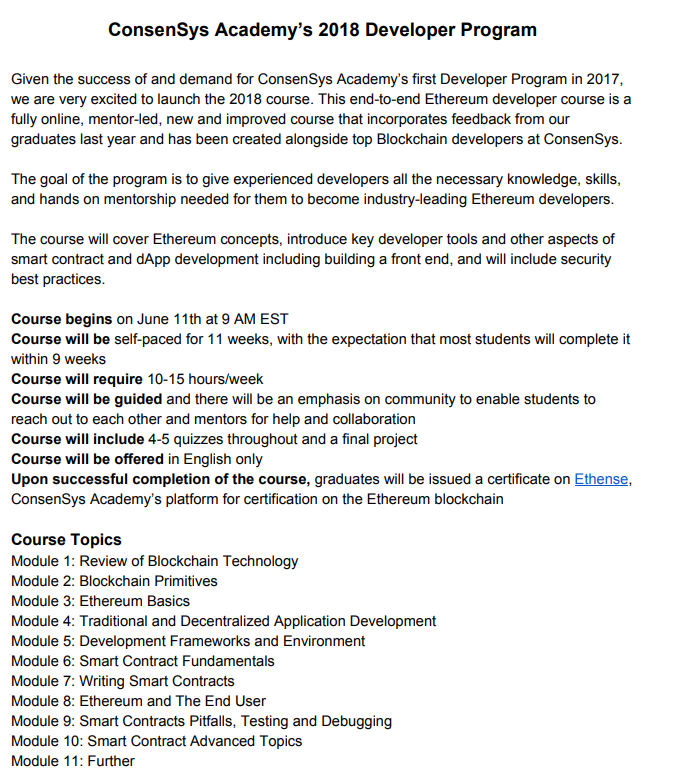 ConsenSys Academy's 2018 Developer Program
Given the success of and demand for ConsenSys Academy's first Developer Program in 2017,
we are very excited to launch the 2018 course. This end-to-end Ethereum developer course is a
fully online, mentor-led, new and improved course that incorporates feedback from our
graduates last year and has been created alongside top Blockchain developers at ConsenSys.
The goal of the program is to give experienced developers all the necessary knowledge, skills,
and hands on mentorship needed for them to become industry-leading Ethereum developers.
The course will cover Ethereum concepts, introduce key developer tools and other aspects of
smart contract and dApp development including building a front end, and will include security
best practices.
Course begins on June 11th at 9 AM EST
Course will be self-paced for 11 weeks, with the expectation that most students will complete it
within 9 weeks
Course will require 10-15 hours/week
Course will be guided and there will be an emphasis on community to enable students to
reach out to each other and mentors for help and collaboration
Course will include 4-5 quizzes throughout and a final project
Course will be offered in English only
Upon successful completion of the course, graduates will be issued a certificate on Ethense,
ConsenSys Academy's platform for certification on the Ethereum blockchain
Course Topics
Module 1: Review of Blockchain Technology
Module 2: Blockchain Primitives
Module 3: Ethereum Basics
Module 4: Traditional and Decentralized Application Development
Module 5: Development Frameworks and Environment
Module 6: Smart Contract Fundamentals
Module 7: Writing Smart Contracts
Module 8: Ethereum and The End User
Module 9: Smart Contracts Pitfalls, Testing and Debugging
Module 10: Smart Contract Advanced Topics
Module 11: Further